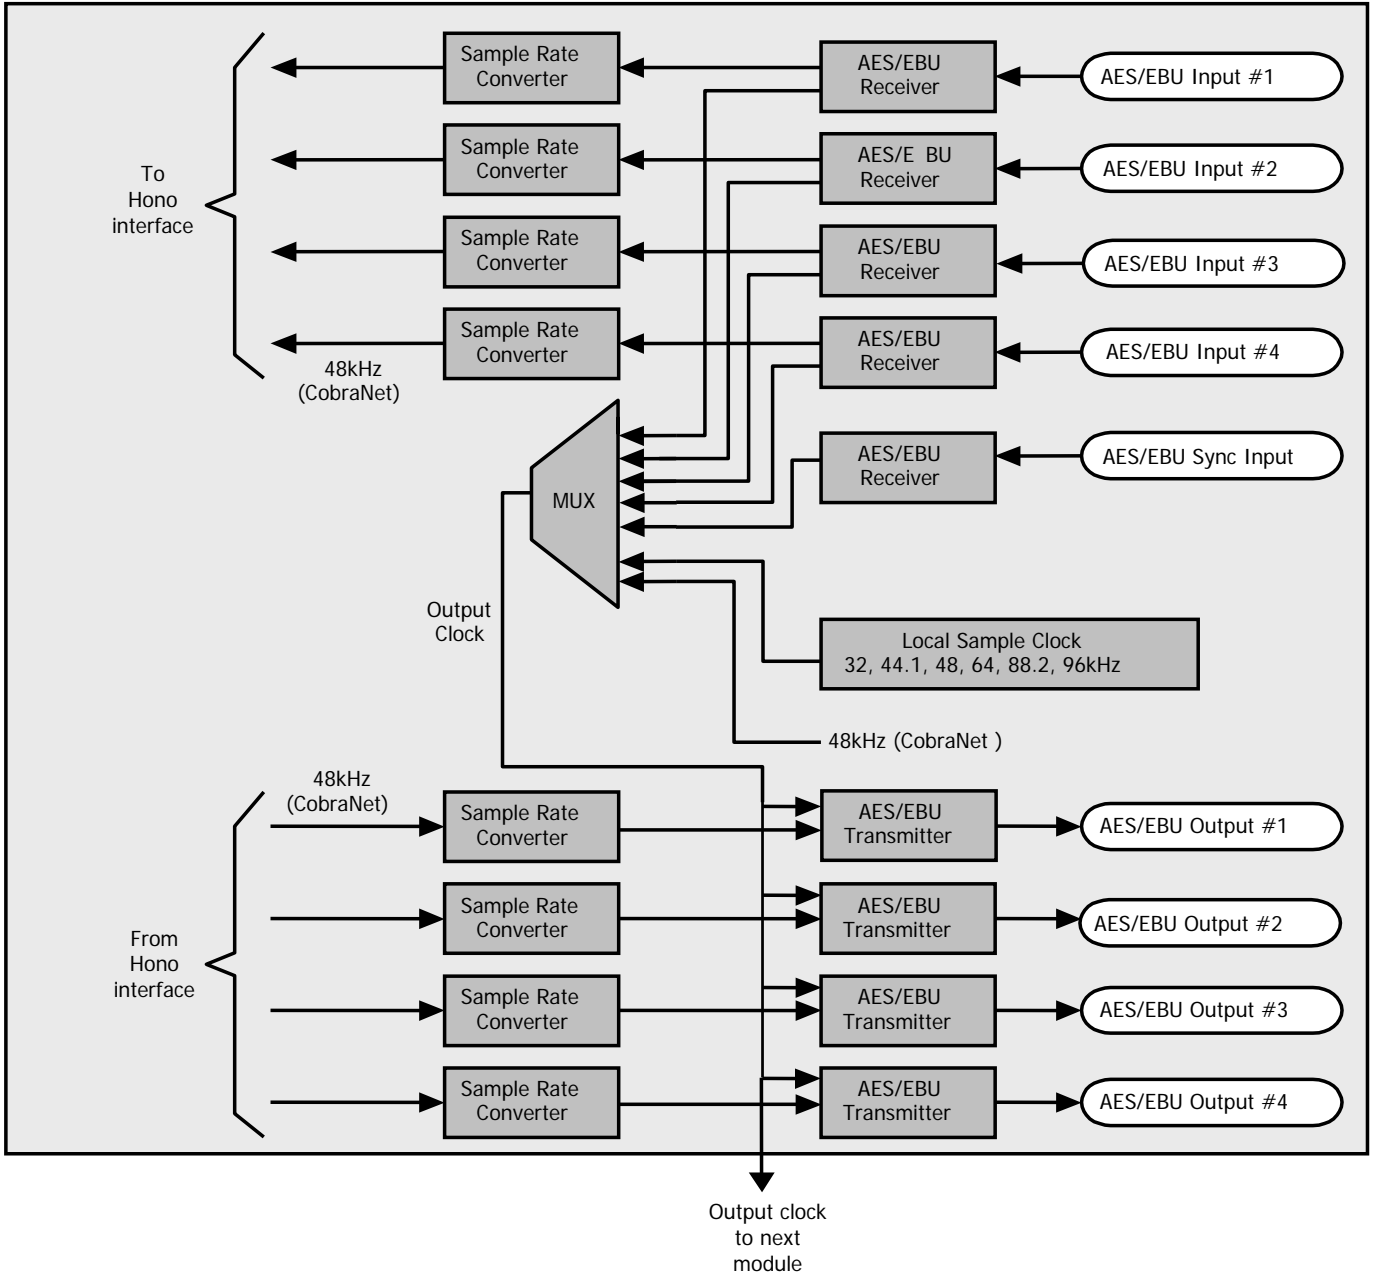 Sample Rate
Converter
AES/EBU
Receiver
AES/EBU Input #1
Sample Rate
Converter
AES/E BU
Receiver
AES/EBU Input #2
To
Hono
interface
Sample Rate
Converter
AES/EBU
Receiver
AES/EBU Input #3
Sample Rate
Converter
AES/EBU
Receiver
AES/EBU Input #4
48kHz
(CobraNet)
AES/EBU
Receiver
AES/EBU Sync Input
MUX
Output
Clock
Local Sample Clock
32, 44.1, 48, 64, 88.2, 96kHz
48kHz (CobraNet )
48kHz
(CobraNet)
Sample Rate
Converter
AES/EBU
Transmitter
AES/EBU Output #1
Sample Rate
Converter
AES/EBU
Transmitter
AES/EBU Output #2
From
Hono
interface
Sample Rate
Converter
AES/EBU
Transmitter
AES/EBU Output #3
Sample Rate
Converter
AES/EBU
Transmitter
AES/EBU Output #4
Output clock
to next
module